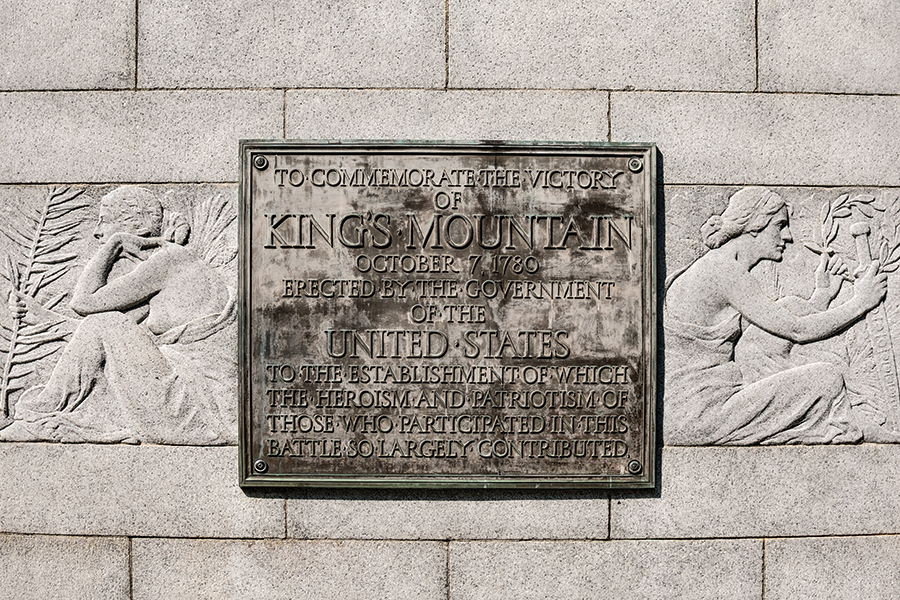 TO·COMMEMORATE·THE·VICTORY
OF
KING'S·MOUNTAIN
OCTOBER 7, 1780
ERECTED·BY·THE·GOVERNMENT
OF·THE
UNITED·STATES
TO·THE·ESTABLISHMENT·OF·WHICH
THE·HEROISM·AND·PATRIOTISM·OF
THOSE·WHO·PARTICIPATED·IN·THIS
BATTLE·SO·LARGELY·CONTRIBUTED.